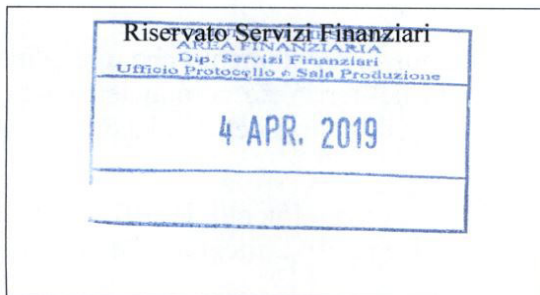 Riservato Servizi Finanziari
AREA FINANZIARIA
Dip. Servizi Finanziari
Ufficio Protocollo e Sala Produzione
4 APR. 2019